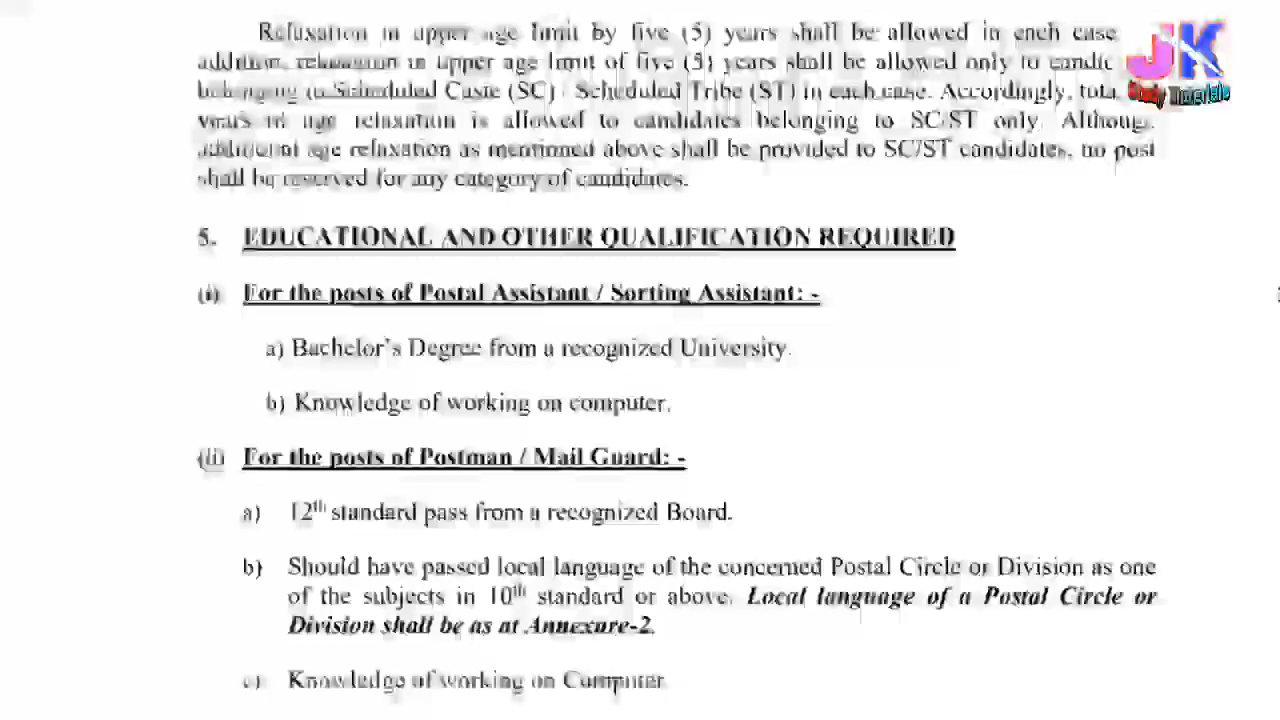 Relaxation in upper age limit by five (5) years shall be allowed in each case
addition, relaxation in upper age limit of five (5) years shall be allowed only to candic
belonging to Scheduled Caste (SC) / Scheduled Tribe (ST) in each case. Accordingly, tota
years of age relaxation is allowed to candidates belonging to SC/ST only. Although
additional age relaxation as mentioned above shall be provided to SC/ST candidates, no post
shall be reserved for any category of candidates.
JK
Study Materials
5. EDUCATIONAL AND OTHER QUALIFICATION REQUIRED
(i) For the posts of Postal Assistant / Sorting Assistant: -
a) Bachelor's Degree from a recognized University.
b) Knowledge of working on computer.
(ii) For the posts of Postman / Mail Guard: -
a) 12th standard pass from a recognized Board.
b) Should have passed local language of the concerned Postal Circle or Division as one
of the subjects in 10th standard or above. Local language of a Postal Circle or
Division shall be as at Annexure-2.
c) Knowledge of working on Computer.